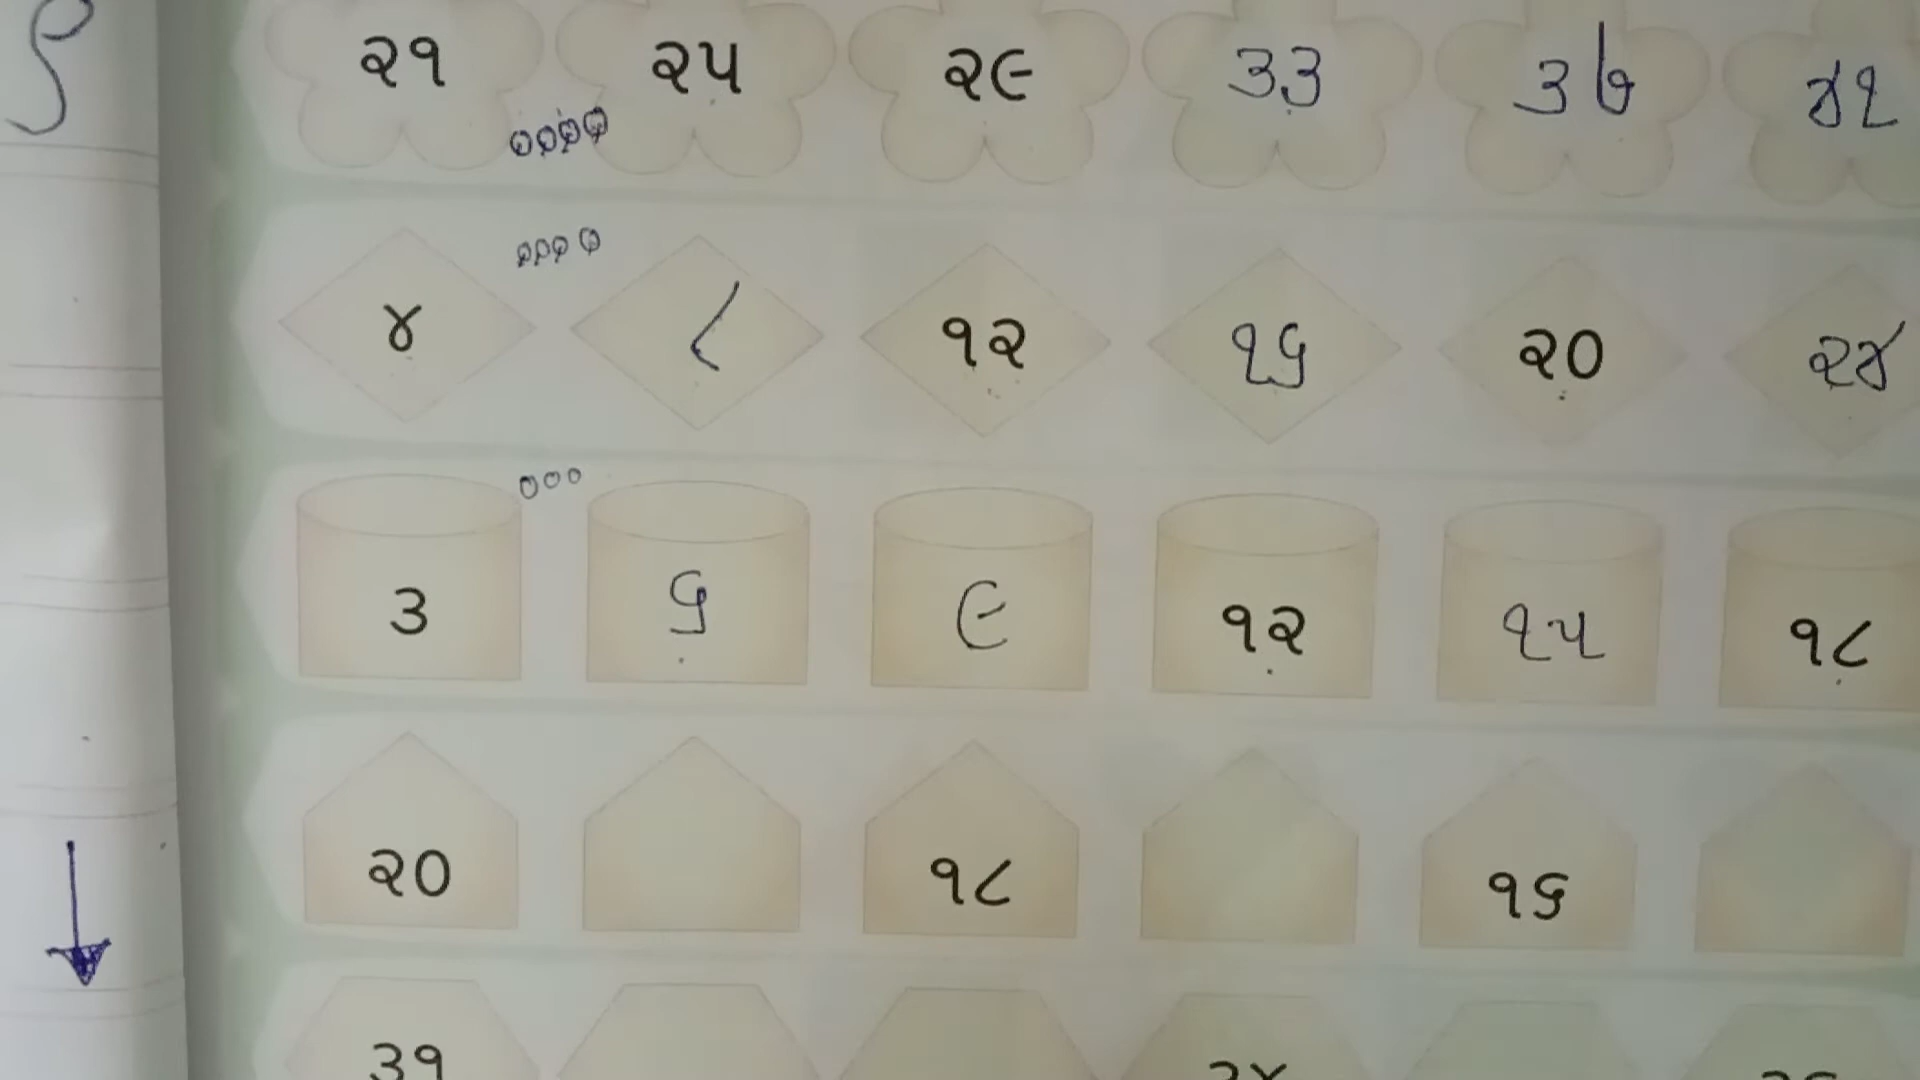 ૨૧ ૨૫ ૨૯ ૩૩ ૩૭ ૪૧
૪ ૮ ૧૨ ૧૬ ૨૦ ૨૪
૩ ૬ ૯ ૧૨ ૧૫ ૧૮
૨૦ ૧૮ ૧૬
૩૧